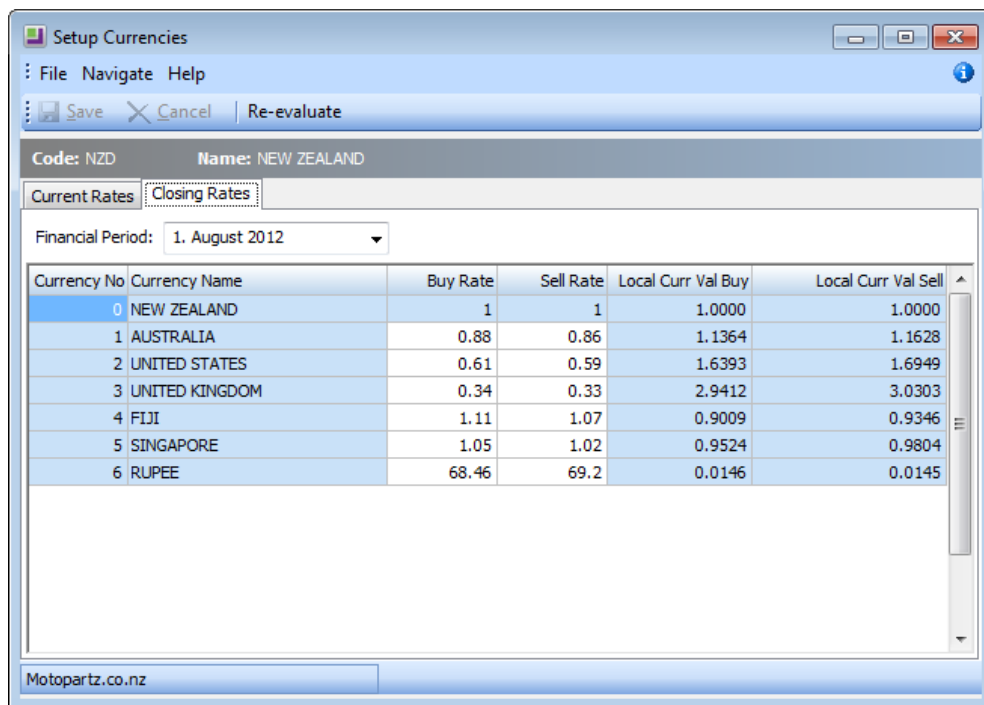 Setup Currencies
File Navigate Help
Save Cancel Re-evaluate
Code: NZD Name: NEW ZEALAND
Current Rates Closing Rates
Financial Period: 1. August 2012
Currency No Currency Name Buy Rate Sell Rate Local Curr Val Buy Local Curr Val Sell
0 NEW ZEALAND 1 1 1.0000 1.0000
1 AUSTRALIA 0.88 0.86 1.1364 1.1628
2 UNITED STATES 0.61 0.59 1.6393 1.6949
3 UNITED KINGDOM 0.34 0.33 2.9412 3.0303
4 FIJI 1.11 1.07 0.9009 0.9346
5 SINGAPORE 1.05 1.02 0.9524 0.9804
6 RUPEE 68.46 69.2 0.0146 0.0145
Motopartz.co.nz